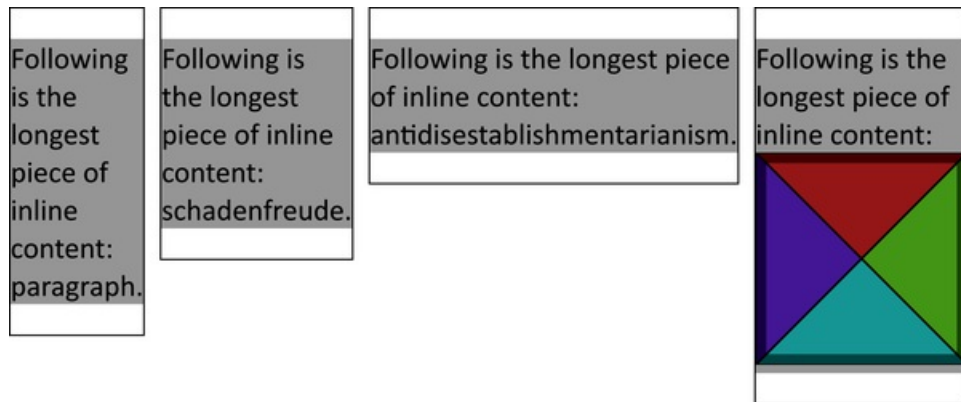 Following
is the
longest
piece of
inline
content:
paragraph.
Following is
the longest
piece of inline
content:
schadenfreude.
Following is the longest piece
of inline content:
antidisestablishmentarianism.
Following is the
longest piece of
inline content: